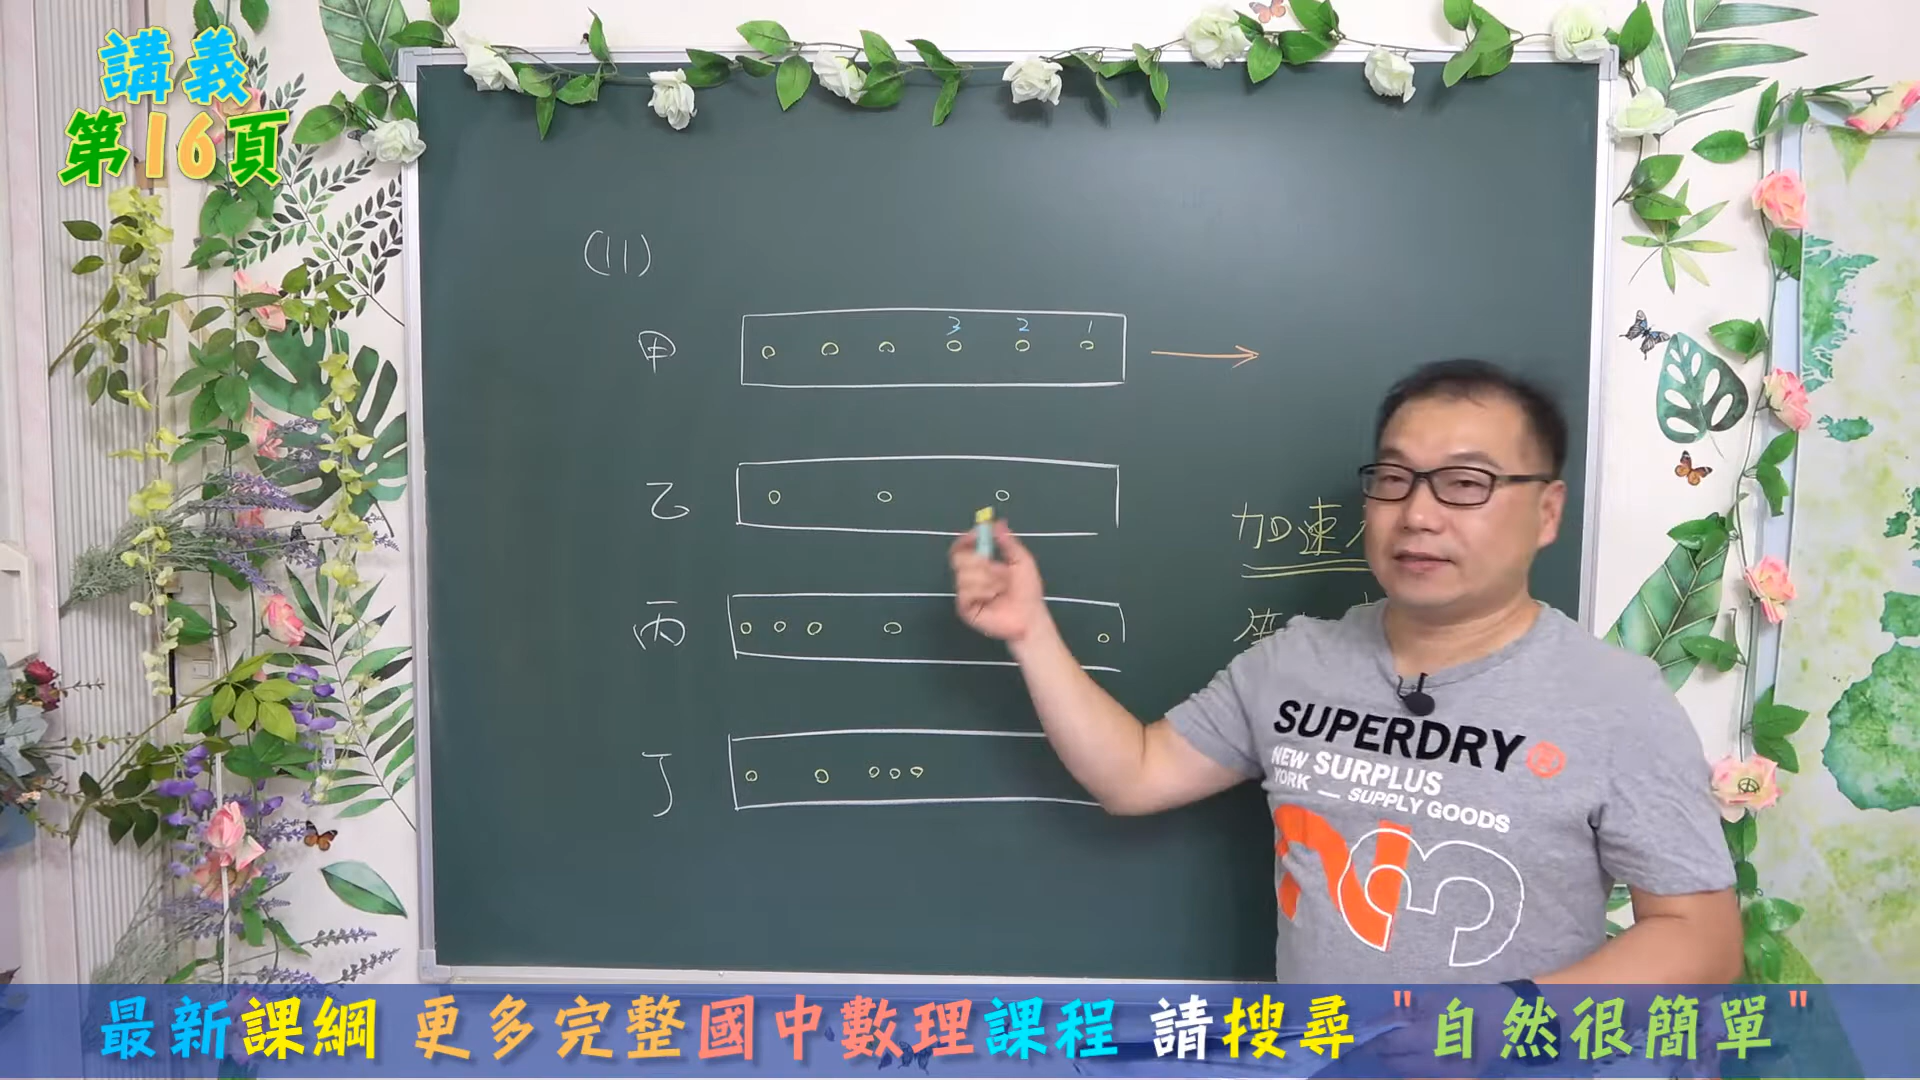 講義
第16頁
(11)
甲
3 2 1
乙
丙
丁
加速
SUPERDRY®
NEW SURPLUS
YORK — SUPPLY GOODS
最新課綱 更多完整國中數理課程 請搜尋 "自然很簡單"